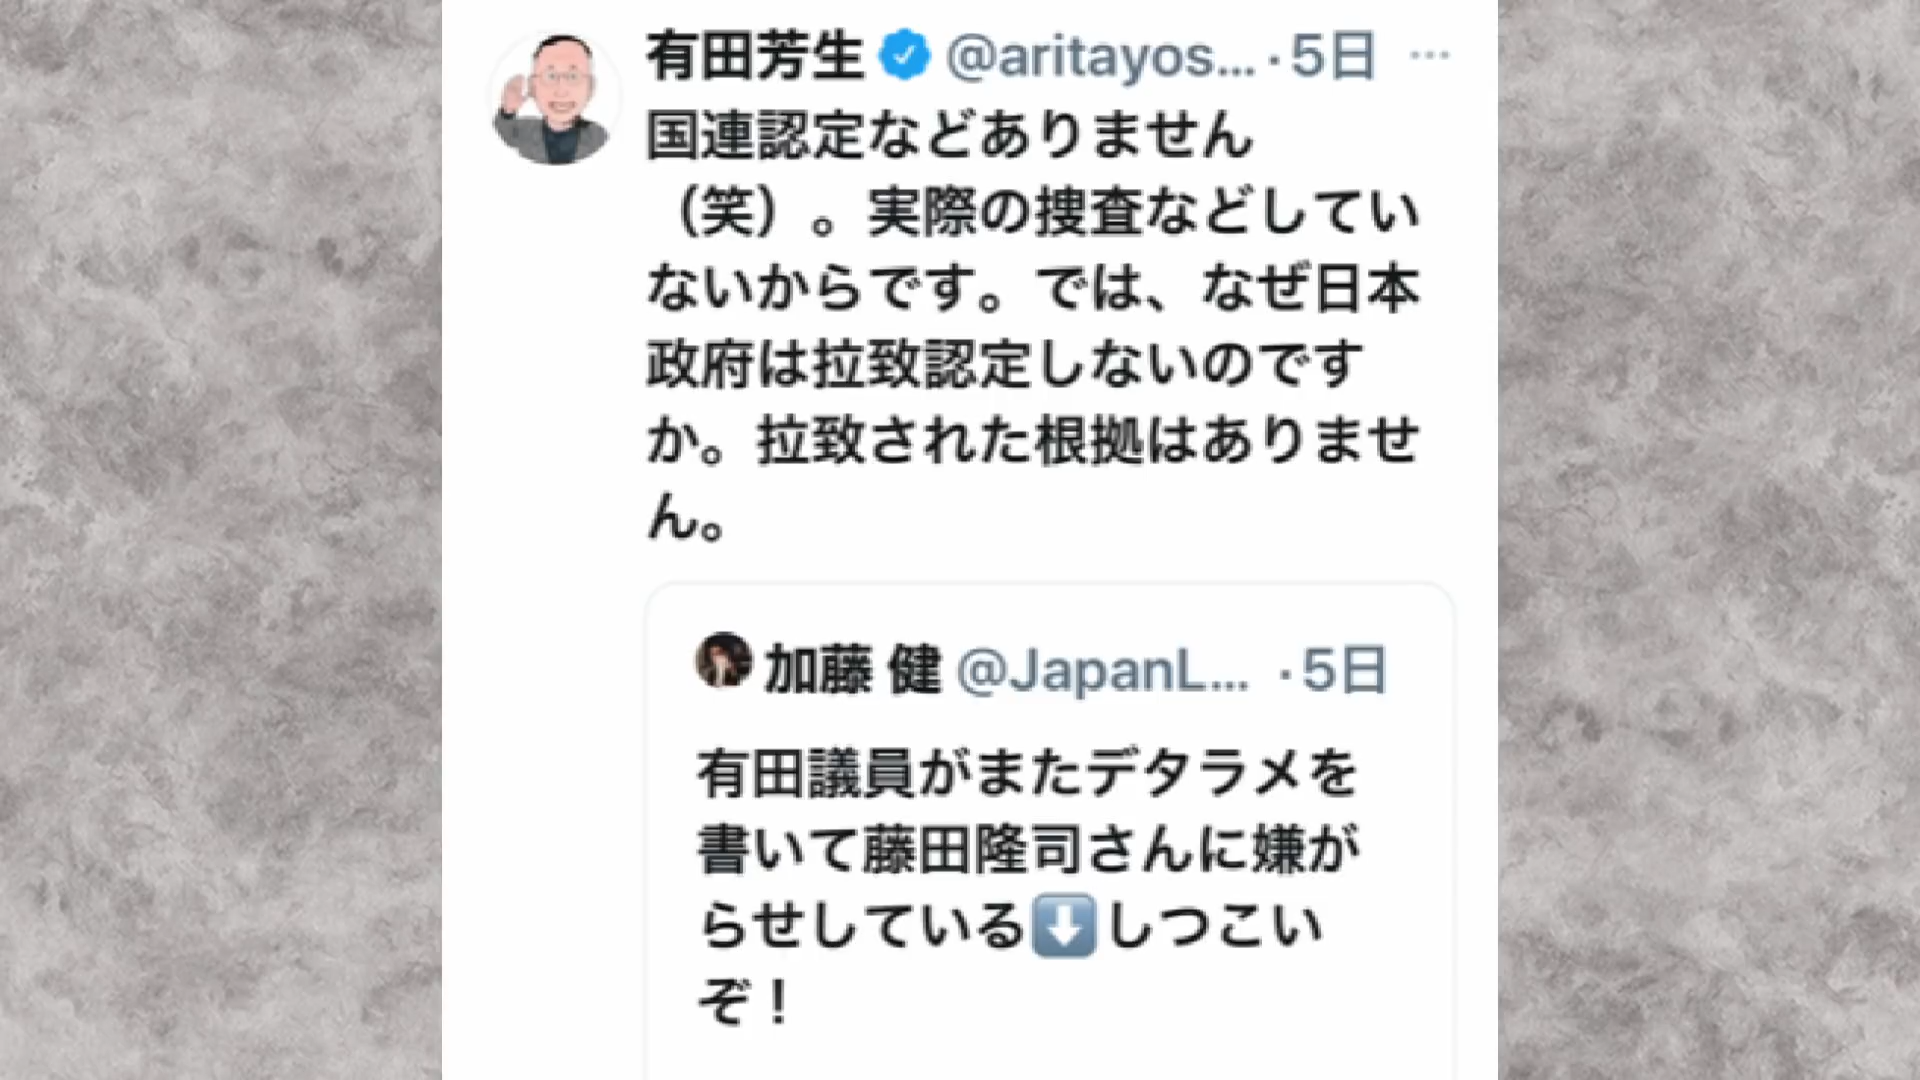 有田芳生 @aritayos... · 5日 ···
国連認定などありません
（笑）。実際の捜査などしてい
ないからです。では、なぜ日本
政府は拉致認定しないのです
か。拉致された根拠はありませ
ん。
加藤 健 @JapanL... · 5日
有田議員がまたデタラメを
書いて藤田隆司さんに嫌が
らせしている⬇️しつこい
ぞ！